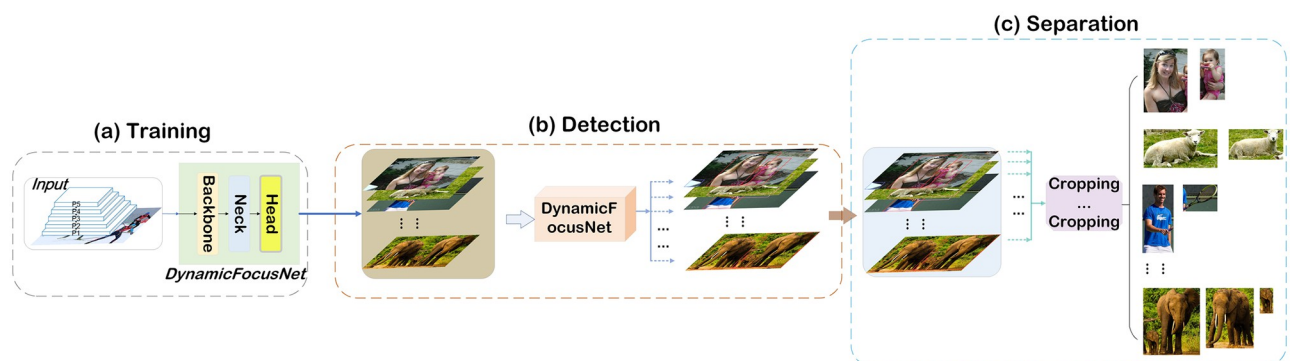 (a) Training
Input
P5
P4
P3
P2
P1
Backbone
Neck
Head
DynamicFocusNet
(b) Detection
DynamicF
ocusNet
...
...
(c) Separation
...
...
Cropping
...
Cropping